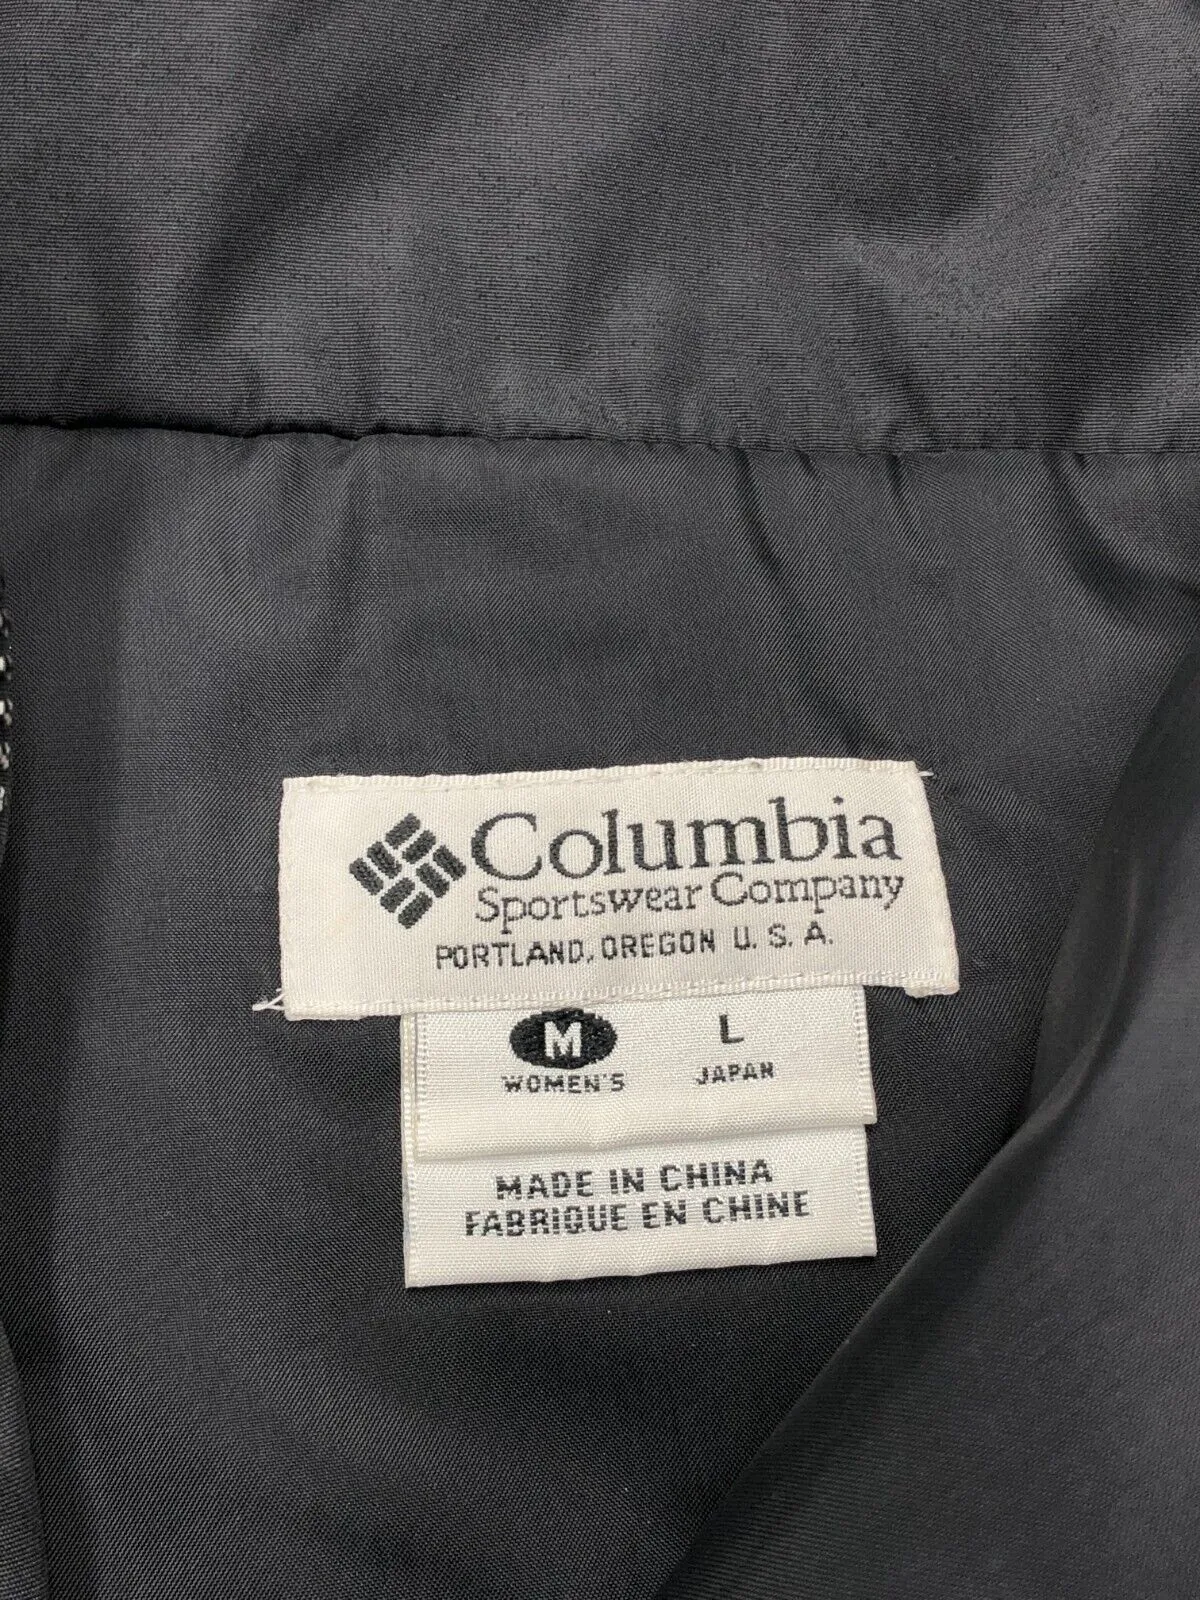 Columbia
Sportswear Company
PORTLAND, OREGON U.S.A.
M L
WOMEN'S JAPAN
MADE IN CHINA
FABRIQUE EN CHINE